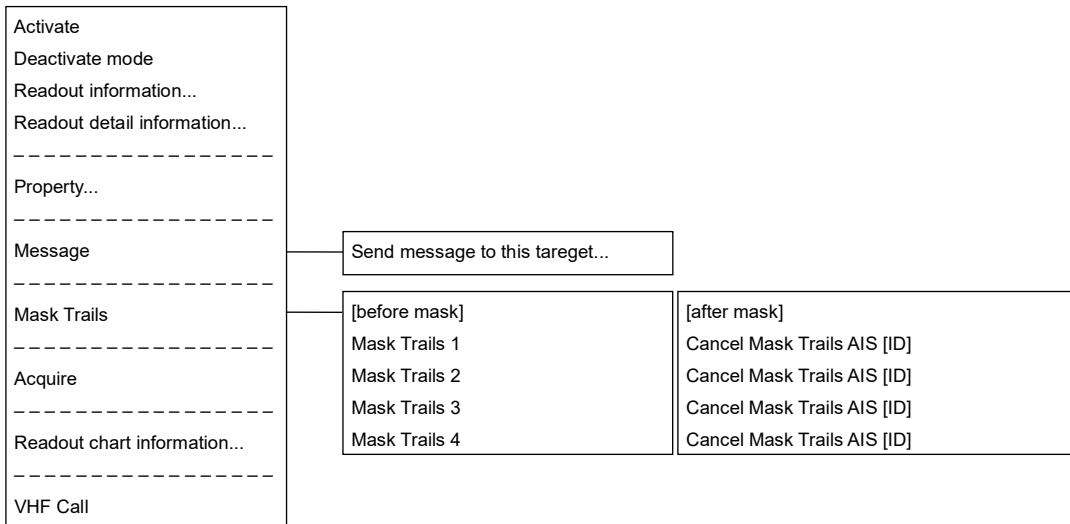 Activate
Deactivate mode
Readout information...
Readout detail information...
Property...
Message
Send message to this tareget...
Mask Trails
[before mask]
Mask Trails 1
Mask Trails 2
Mask Trails 3
Mask Trails 4
[after mask]
Cancel Mask Trails AIS [ID]
Cancel Mask Trails AIS [ID]
Cancel Mask Trails AIS [ID]
Cancel Mask Trails AIS [ID]
Acquire
Readout chart information...
VHF Call